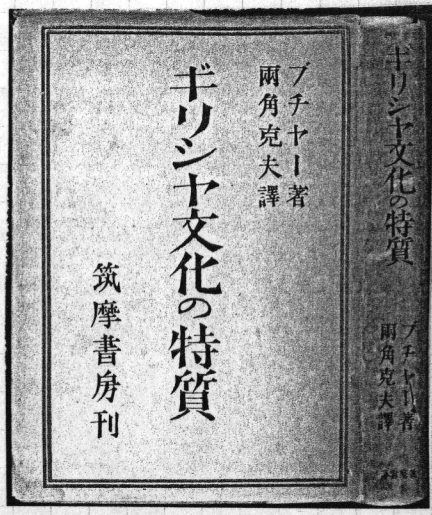 ブチヤー著
兩角克夫譯
ギリシヤ文化の特質
筑摩書房刊
ギリシヤ文化の特質
ブチヤー著
兩角克夫譯